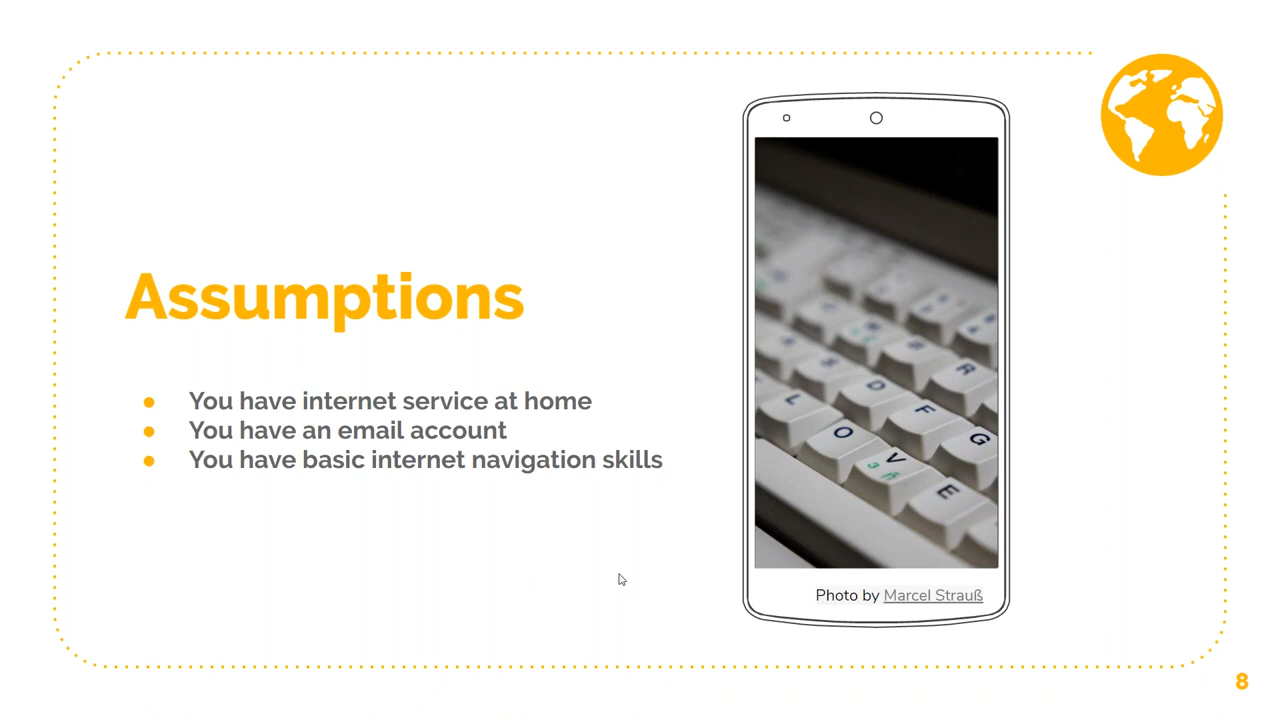 Assumptions
● You have internet service at home
● You have an email account
● You have basic internet navigation skills
R
D F G
L O V E
Photo by Marcel Strauß
8